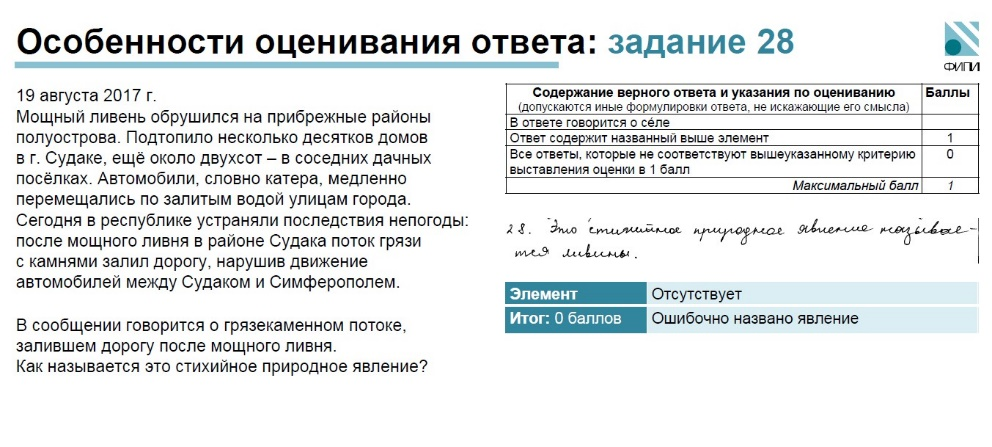 Особенности оценивания ответа: задание 28
ФИПИ
19 августа 2017 г.
Мощный ливень обрушился на прибрежные районы
полуострова. Подтопило несколько десятков домов
в г. Судаке, ещё около двухсот – в соседних дачных
посёлках. Автомобили, словно катера, медленно
перемещались по залитым водой улицам города.
Сегодня в республике устраняли последствия непогоды:
после мощного ливня в районе Судака поток грязи
с камнями залил дорогу, нарушив движение
автомобилей между Судаком и Симферополем.
В сообщении говорится о грязекаменном потоке,
залившем дорогу после мощного ливня.
Как называется это стихийное природное явление?
Содержание верного ответа и указания по оцениванию Баллы
(допускаются иные формулировки ответа, не искажающие его смысла)
В ответе говорится о се́ле
Ответ содержит названный выше элемент 1
Все ответы, которые не соответствуют вышеуказанному критерию 0
выставления оценки в 1 балл
Максимальный балл 1
28. Это стихийное природное явление называе-
тся ливины.
Элемент Отсутствует
Итог: 0 баллов Ошибочно названо явление